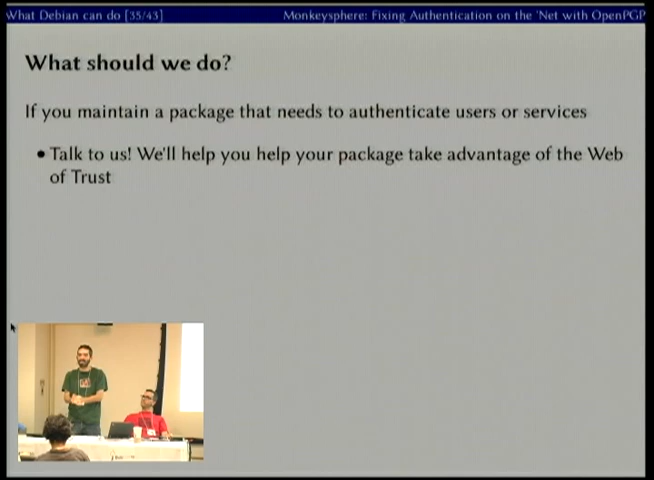 What Debian can do [35/43]
Monkeysphere: Fixing Authentication on the 'Net with OpenPGP
What should we do?
If you maintain a package that needs to authenticate users or services
• Talk to us! We'll help you help your package take advantage of the Web
of Trust